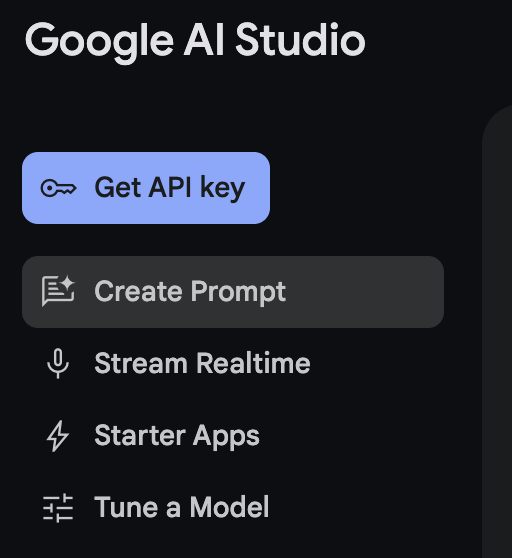 Google AI Studio
Get API key
Create Prompt
Stream Realtime
Starter Apps
Tune a Model